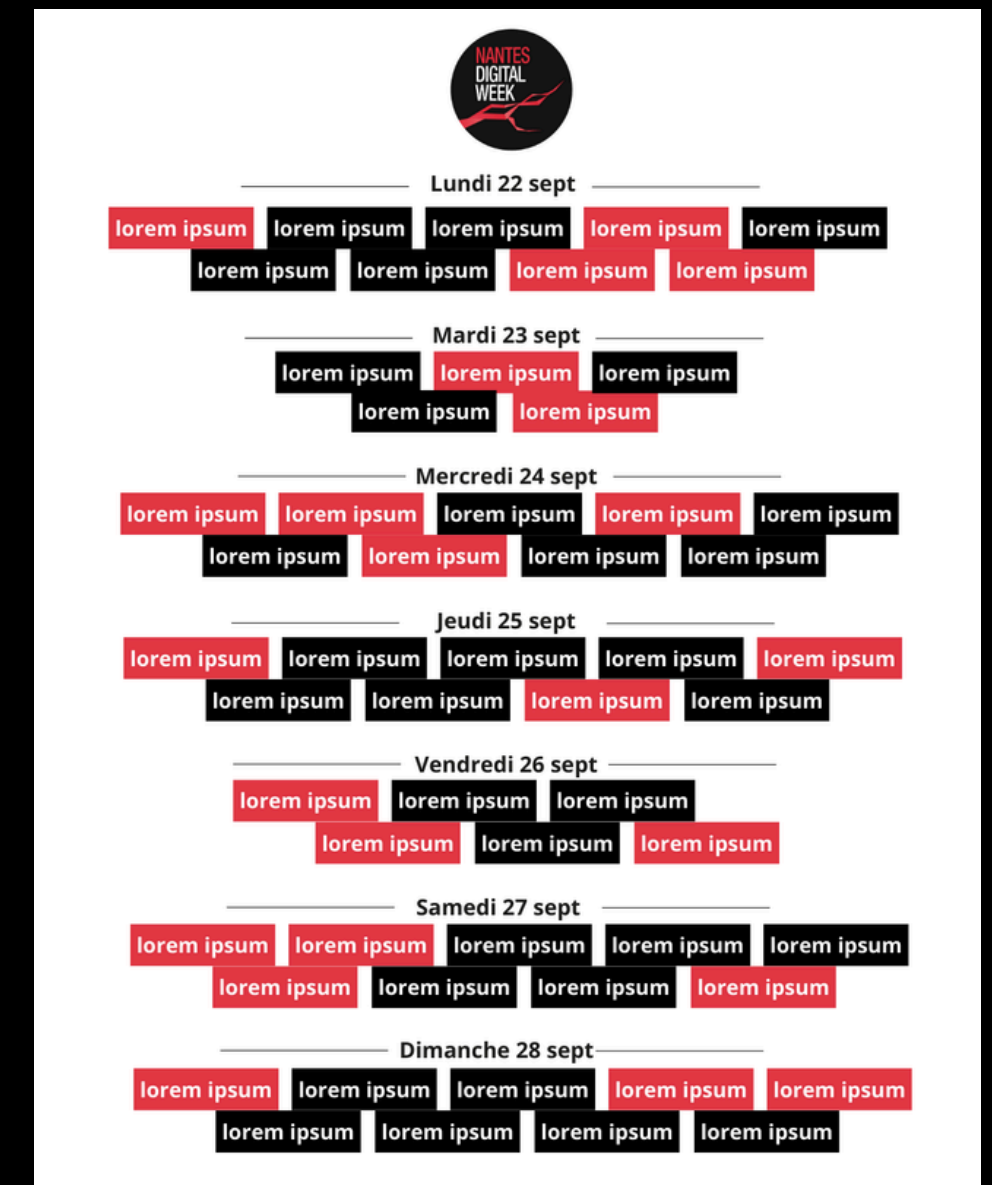 NANTES
DIGITAL
WEEK
Lundi 22 sept
lorem ipsum lorem ipsum lorem ipsum lorem ipsum lorem ipsum
lorem ipsum lorem ipsum lorem ipsum lorem ipsum
Mardi 23 sept
lorem ipsum lorem ipsum lorem ipsum
lorem ipsum lorem ipsum
Mercredi 24 sept
lorem ipsum lorem ipsum lorem ipsum lorem ipsum lorem ipsum
lorem ipsum lorem ipsum lorem ipsum lorem ipsum
Jeudi 25 sept
lorem ipsum lorem ipsum lorem ipsum lorem ipsum lorem ipsum
lorem ipsum lorem ipsum lorem ipsum lorem ipsum
Vendredi 26 sept
lorem ipsum lorem ipsum lorem ipsum
lorem ipsum lorem ipsum lorem ipsum
Samedi 27 sept
lorem ipsum lorem ipsum lorem ipsum lorem ipsum lorem ipsum
lorem ipsum lorem ipsum lorem ipsum lorem ipsum
Dimanche 28 sept
lorem ipsum lorem ipsum lorem ipsum lorem ipsum lorem ipsum
lorem ipsum lorem ipsum lorem ipsum lorem ipsum